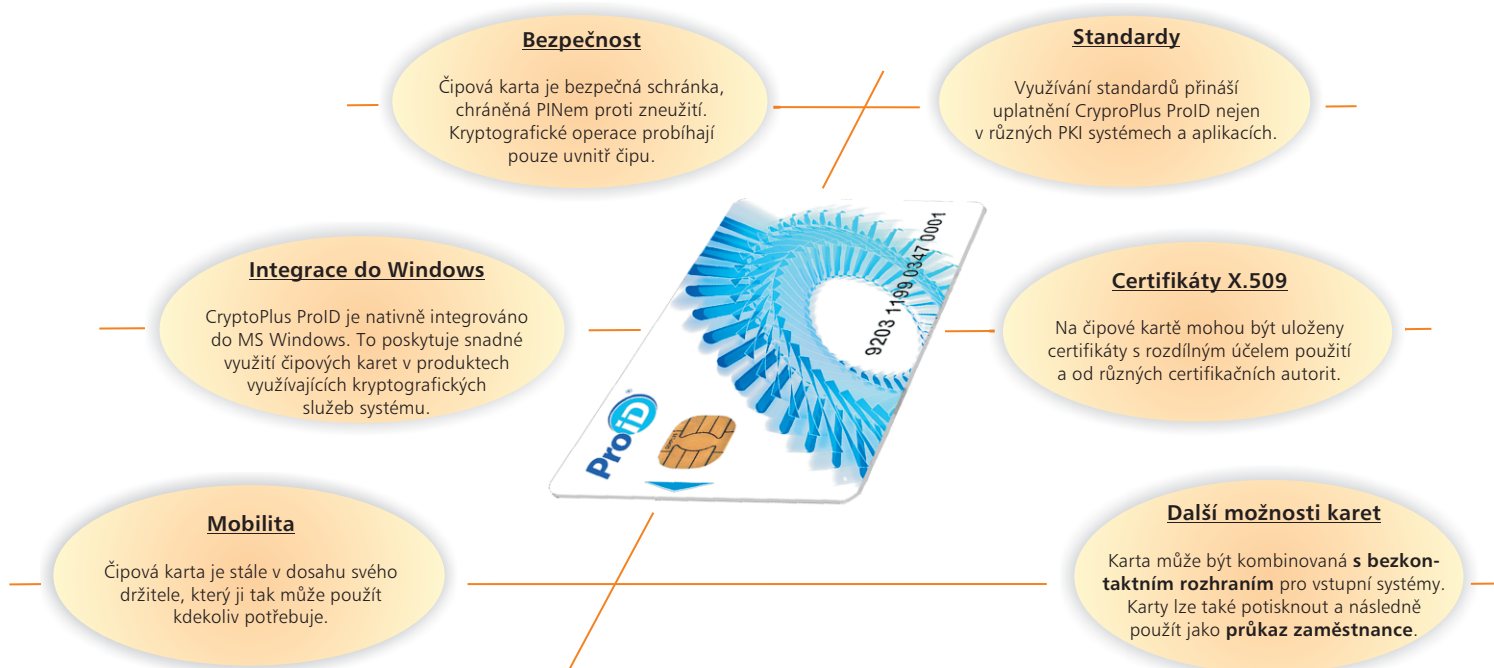 Bezpečnost
Čipová karta je bezpečná schránka,
chráněná PINem proti zneužití.
Kryptografické operace probíhají
pouze uvnitř čipu.
Standardy
Využívání standardů přináší
uplatnění CryproPlus ProID nejen
v různých PKI systémech a aplikacích.
Integrace do Windows
CryptoPlus ProID je nativně integrováno
do MS Windows. To poskytuje snadné
využití čipových karet v produktech
využívajících kryptografických
služeb systému.
9203 1199 0347 0001
ProiD
Certifikáty X.509
Na čipové kartě mohou být uloženy
certifikáty s rozdílným účelem použití
a od různých certifikačních autorit.
Mobilita
Čipová karta je stále v dosahu svého
držitele, který ji tak může použít
kdekoliv potřebuje.
Další možnosti karet
Karta může být kombinovaná s bezkon-
taktním rozhraním pro vstupní systémy.
Karty lze také potisknout a následně
použít jako průkaz zaměstnance.